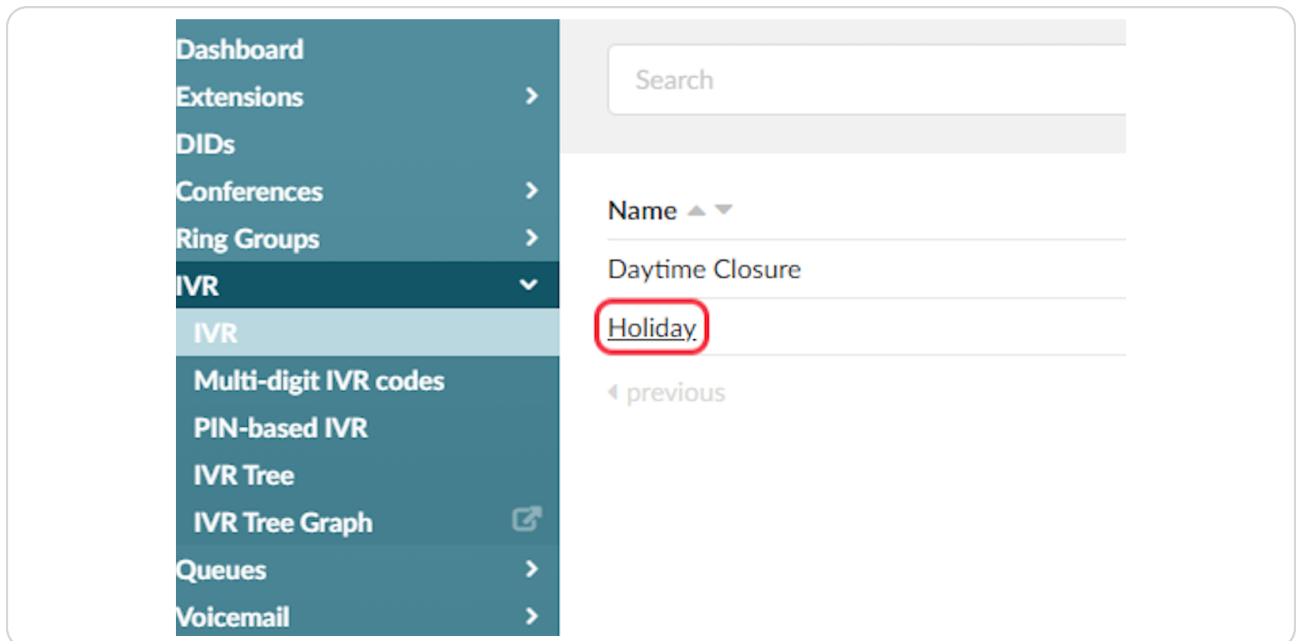 Dashboard
Extensions
DIDs
Conferences
Ring Groups
IVR
IVR
Multi-digit IVR codes
PIN-based IVR
IVR Tree
IVR Tree Graph
Queues
Voicemail
Search
Name
Daytime Closure
Holiday
previous